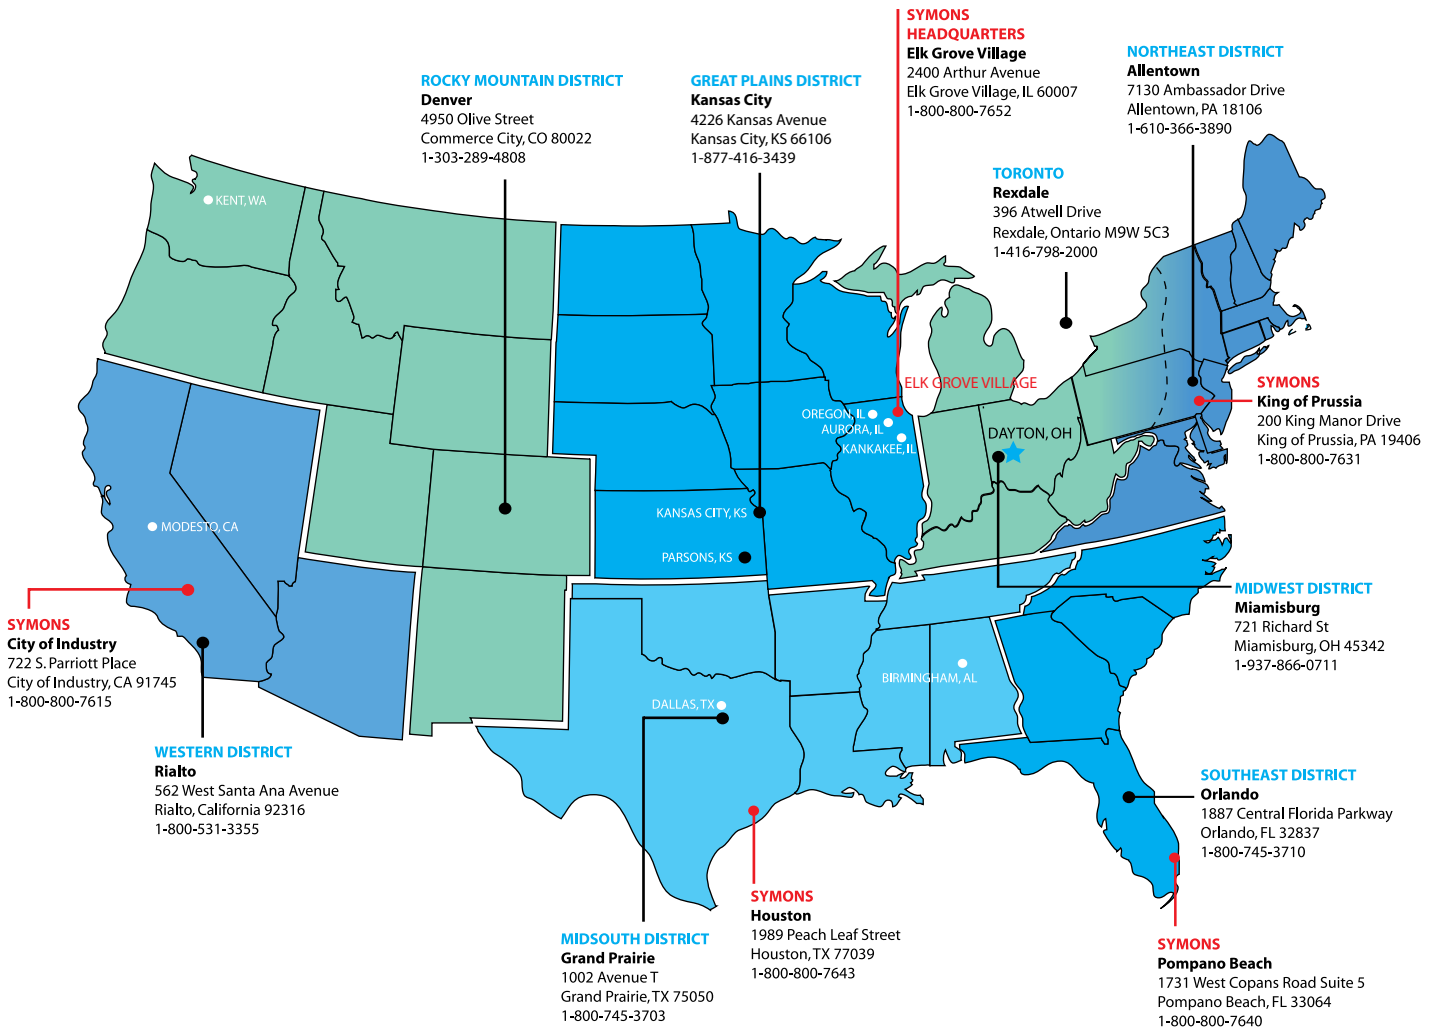 SYMONS
HEADQUARTERS
Elk Grove Village
2400 Arthur Avenue
Elk Grove Village, IL 60007
1-800-800-7652
NORTHEAST DISTRICT
Allentown
7130 Ambassador Drive
Allentown, PA 18106
1-610-366-3890
ROCKY MOUNTAIN DISTRICT
Denver
4950 Olive Street
Commerce City, CO 80022
1-303-289-4808
GREAT PLAINS DISTRICT
Kansas City
4226 Kansas Avenue
Kansas City, KS 66106
1-877-416-3439
TORONTO
Rexdale
396 Atwell Drive
Rexdale, Ontario M9W 5C3
1-416-798-2000
KENT, WA
ELK GROVE VILLAGE
OREGON, IL
AURORA, IL
KANKAKEE, IL
DAYTON, OH
SYMONS
King of Prussia
200 King Manor Drive
King of Prussia, PA 19406
1-800-800-7631
KANSAS CITY, KS
MODESTO, CA
PARSONS, KS
MIDWEST DISTRICT
Miamisburg
721 Richard St
Miamisburg, OH 45342
1-937-866-0711
SYMONS
City of Industry
722 S. Parriott Place
City of Industry, CA 91745
1-800-800-7615
BIRMINGHAM, AL
DALLAS, TX
WESTERN DISTRICT
Rialto
562 West Santa Ana Avenue
Rialto, California 92316
1-800-531-3355
SOUTHEAST DISTRICT
Orlando
1887 Central Florida Parkway
Orlando, FL 32837
1-800-745-3710
SYMONS
Houston
1989 Peach Leaf Street
Houston, TX 77039
1-800-800-7643
MIDSOUTH DISTRICT
Grand Prairie
1002 Avenue T
Grand Prairie, TX 75050
1-800-745-3703
SYMONS
Pompano Beach
1731 West Copans Road Suite 5
Pompano Beach, FL 33064
1-800-800-7640